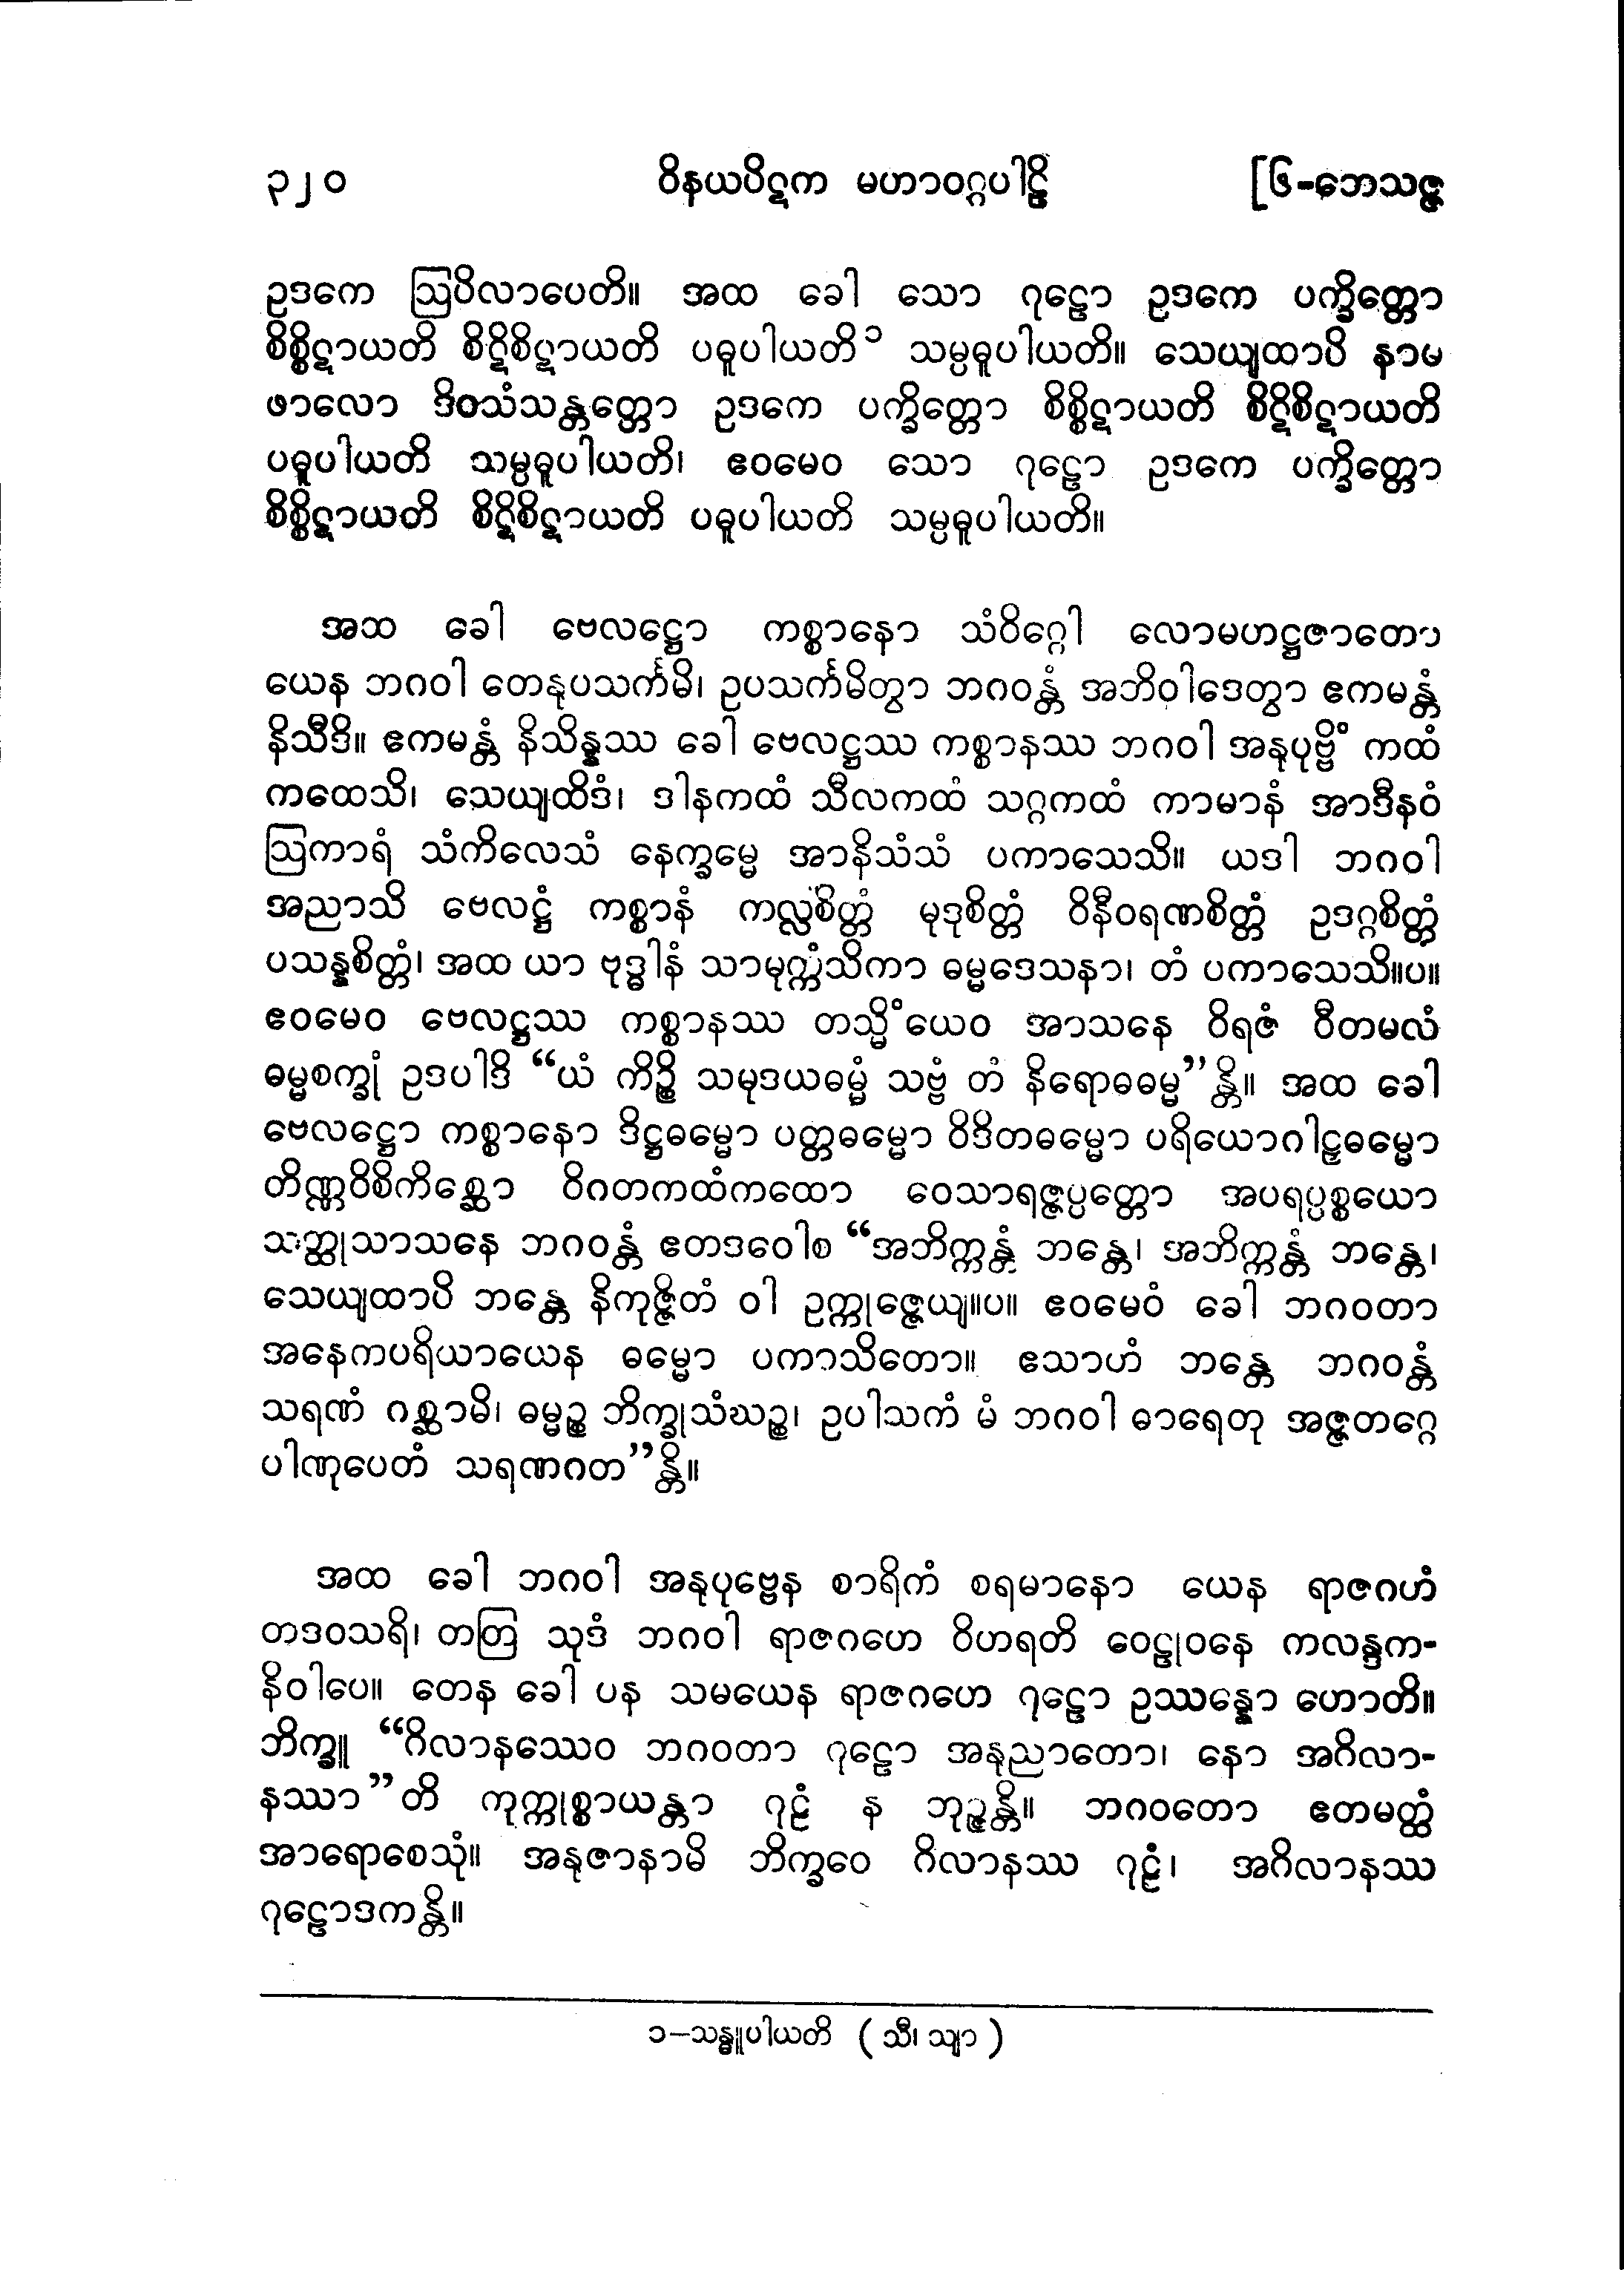 ၃၂၀ ဝိနယပိဋက မဟာဝဂ္ဂပါဠိ [၆-ဘေသဇ္ဇ
ဥဒကေ ဩပိလာပေတိ။ အထ ခေါ သော ဂုဠော ဥဒကေ ပက္ခိတ္တော
စိစ္စိဋာယတိ စိဋိစိဋာယတိ ပဓူပါယတိ ၁ သမ္ပဓူပါယတိ။ သေယျထာပိ နာမ
ဖာလော ဒိဝသံသန္တတ္တော ဥဒကေ ပက္ခိတ္တော စိစ္စိဋာယတိ စိဋိစိဋာယတိ
ပဓူပါယတိ သမ္ပဓူပါယတိ၊ ဧဝမေဝ သော ဂုဠော ဥဒကေ ပက္ခိတ္တော
စိစ္စိဋာယတိ စိဋိစိဋာယတိ ပဓူပါယတိ သမ္ပဓူပါယတိ။
အထ ခေါ ဗေလဋ္ဌော ကစ္စာနော သံဝိဂ္ဂေါ လောမဟဋ္ဌဇာတော
ယေန ဘဂဝါ တေနုပသင်္ကမိ၊ ဥပသင်္ကမိတွာ ဘဂဝန္တံ အဘိဝါဒေတွာ ဧကမန္တံ
နိသီဒိ။ ဧကမန္တံ နိသိန္နဿ ခေါ ဗေလဋ္ဌဿ ကစ္စာနဿ ဘဂဝါ အနုပုဗ္ဗိံ ကထံ
ကထေသိ၊ သေယျထိဒံ၊ ဒါနကထံ သီလကထံ သဂ္ဂကထံ ကာမာနံ အာဒီနဝံ
ဩကာရံ သံကိလေသံ နေက္ခမ္မေ အာနိသံသံ ပကာသေသိ။ ယဒါ ဘဂဝါ
အညာသိ ဗေလဋ္ဌံ ကစ္စာနံ ကလ္လစိတ္တံ မုဒုစိတ္တံ ဝိနီဝရဏစိတ္တံ ဥဒဂ္ဂစိတ္တံ
ပသန္နစိတ္တံ၊ အထ ယာ ဗုဒ္ဓါနံ သာမုက္ကံသိကာ ဓမ္မဒေသနာ၊ တံ ပကာသေသိ။ပ။
ဧဝမေဝ ဗေလဋ္ဌဿ ကစ္စာနဿ တသ္မိံယေဝ အာသနေ ဝိရဇံ ဝီတမလံ
ဓမ္မစက္ခုံ ဥဒပါဒိ “ယံ ကိဉ္စိ သမုဒယဓမ္မံ သဗ္ဗံ တံ နိရောဓဓမ္မ”န္တိ။ အထ ခေါ
ဗေလဋ္ဌော ကစ္စာနော ဒိဋ္ဌဓမ္မော ပတ္တဓမ္မော ဝိဒိတဓမ္မော ပရိယောဂါဠှဓမ္မော
တိဏ္ဏဝိစိကိစ္ဆော ဝိဂတကထံကထော ဝေသာရဇ္ဇပ္ပတ္တော အပရပ္ပစ္စယော
သတ္ထုသာသနေ ဘဂဝန္တံ ဧတဒဝေါစ “အဘိက္ကန္တံ ဘန္တေ၊ အဘိက္ကန္တံ ဘန္တေ၊
သေယျထာပိ ဘန္တေ နိကုဇ္ဇိတံ ဝါ ဥက္ကုဇ္ဇေယျ။ပ။ ဧဝမေဝံ ခေါ ဘဂဝတာ
အနေကပရိယာယေန ဓမ္မော ပကာသိတော။ ဧသာဟံ ဘန္တေ ဘဂဝန္တံ
သရဏံ ဂစ္ဆာမိ၊ ဓမ္မဉ္စ ဘိက္ခုသံဃဉ္စ၊ ဥပါသကံ မံ ဘဂဝါ ဓာရေတု အဇ္ဇတဂ္ဂေ
ပါဏုပေတံ သရဏဂတ”န္တိ။
အထ ခေါ ဘဂဝါ အနုပုဗ္ဗေန စာရိကံ စရမာနော ယေန ရာဇဂဟံ
တဒဝသရိ၊ တတြ သုဒံ ဘဂဝါ ရာဇဂဟေ ဝိဟရတိ ဝေဠုဝနေ ကလန္ဒက-
နိဝါပေ။ တေန ခေါ ပန သမယေန ရာဇဂဟေ ဂုဠော ဥဿန္နော ဟောတိ။
ဘိက္ခူ “ဂိလာနဿေဝ ဘဂဝတာ ဂုဠော အနုညာတော၊ နော အဂိလာ-
နဿာ”တိ ကုက္ကုစ္စာယန္တာ ဂုဠံ န ဘုဉ္ဇန္တိ။ ဘဂဝတော ဧတမတ္ထံ
အာရောစေသုံ။ အနုဇာနာမိ ဘိက္ခဝေ ဂိလာနဿ ဂုဠံ၊ အဂိလာနဿ
ဂုဠောဒကန္တိ။
၁–သန္ဓူပါယတိ (သီ၊ သျာ)